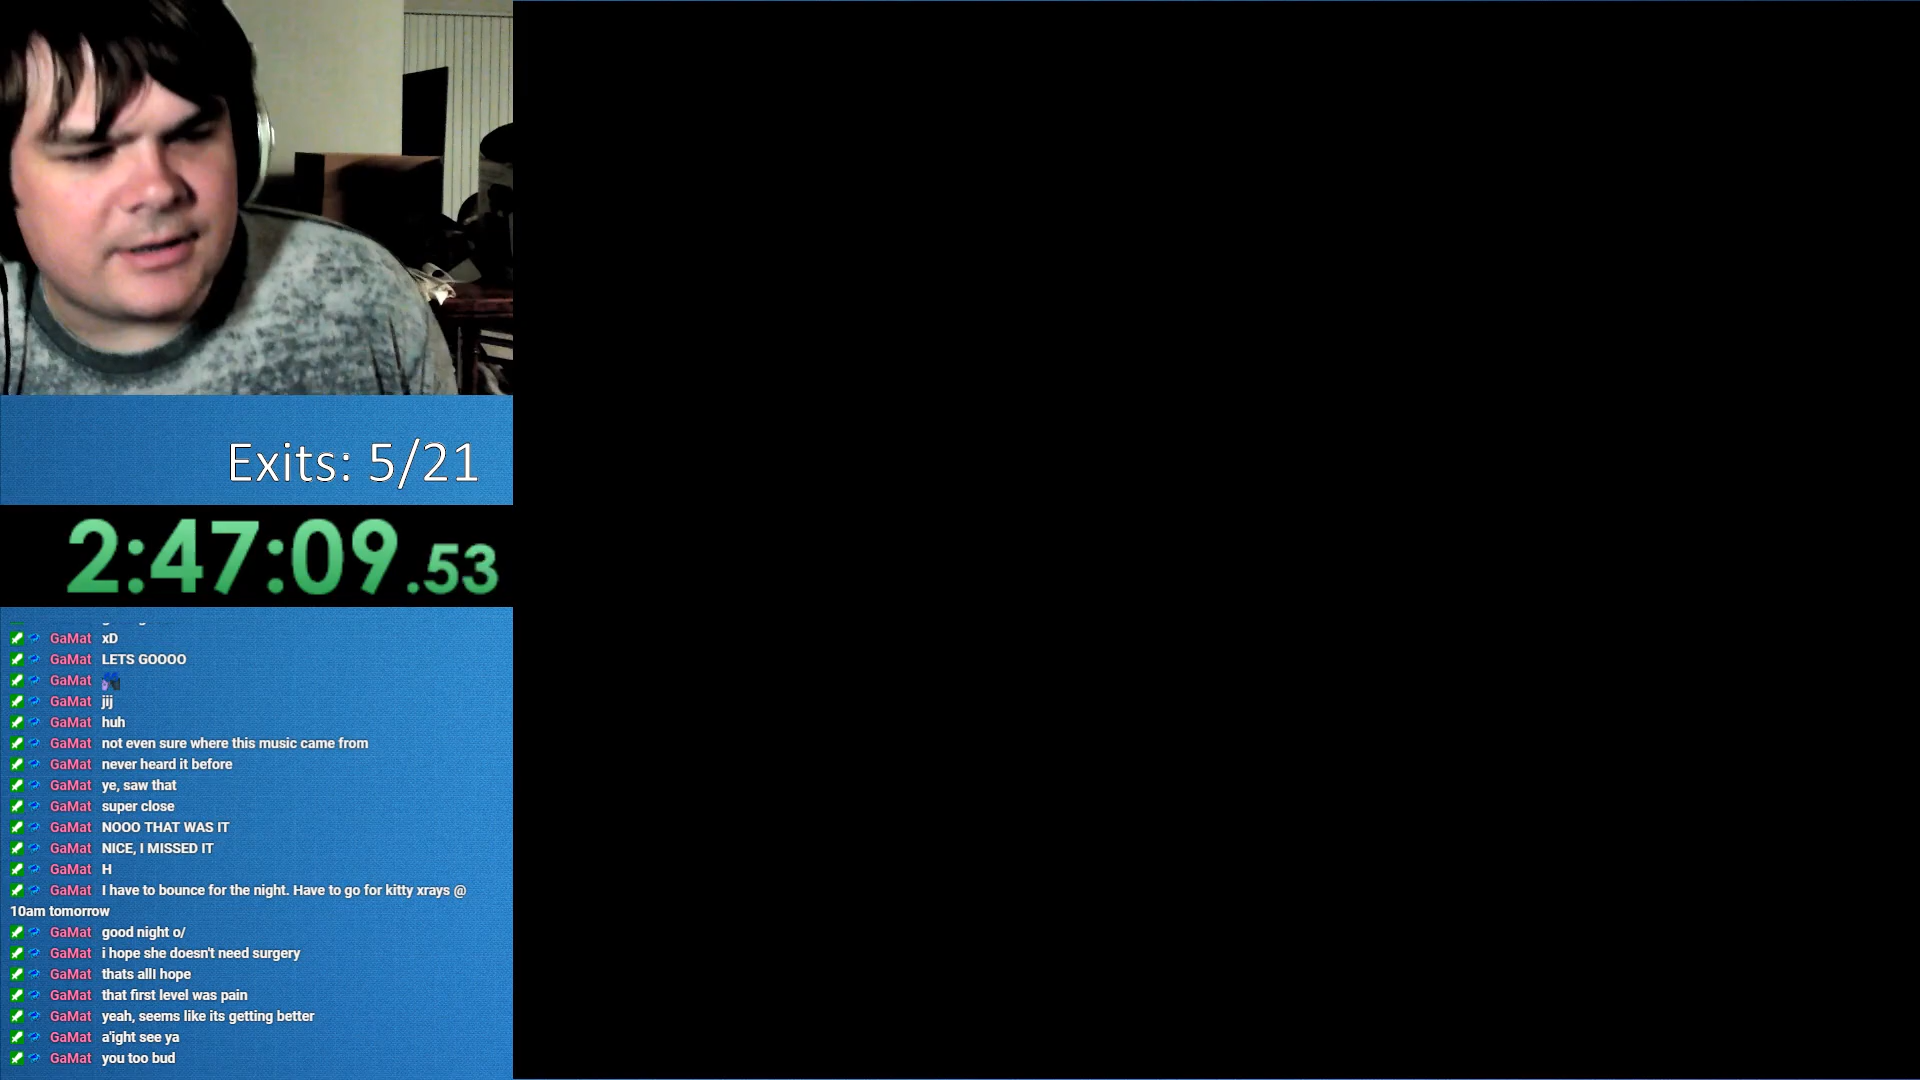 Exits: 5/21
2:47:09.53
GaMat xD
GaMat LETS GOOOO
GaMat
GaMat jij
GaMat huh
GaMat not even sure where this music came from
GaMat never heard it before
GaMat ye, saw that
GaMat super close
GaMat NOOO THAT WAS IT
GaMat NICE, I MISSED IT
GaMat H
GaMat I have to bounce for the night. Have to go for kitty xrays @
10am tomorrow
GaMat good night o/
GaMat i hope she doesn't need surgery
GaMat thats allI hope
GaMat that first level was pain
GaMat yeah, seems like its getting better
GaMat a'ight see ya
GaMat you too bud